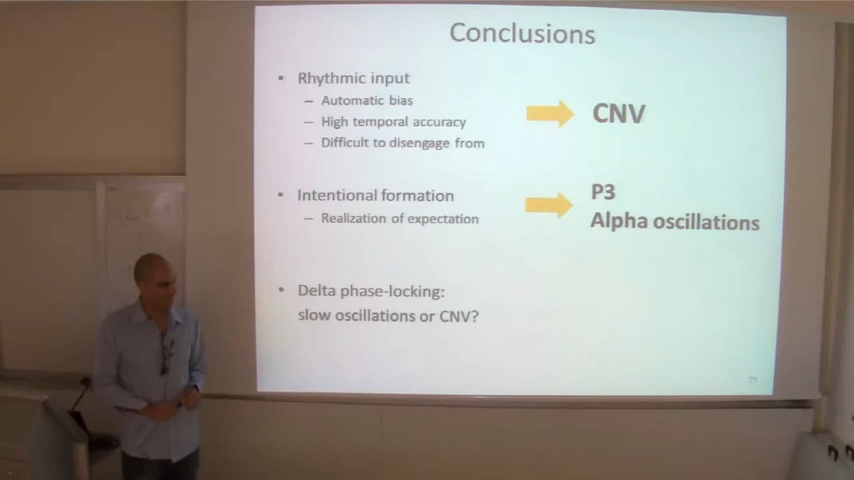 Conclusions
• Rhythmic input
– Automatic bias
– High temporal accuracy
– Difficult to disengage from
CNV
• Intentional formation
– Realization of expectation
P3
Alpha oscillations
• Delta phase-locking:
slow oscillations or CNV?